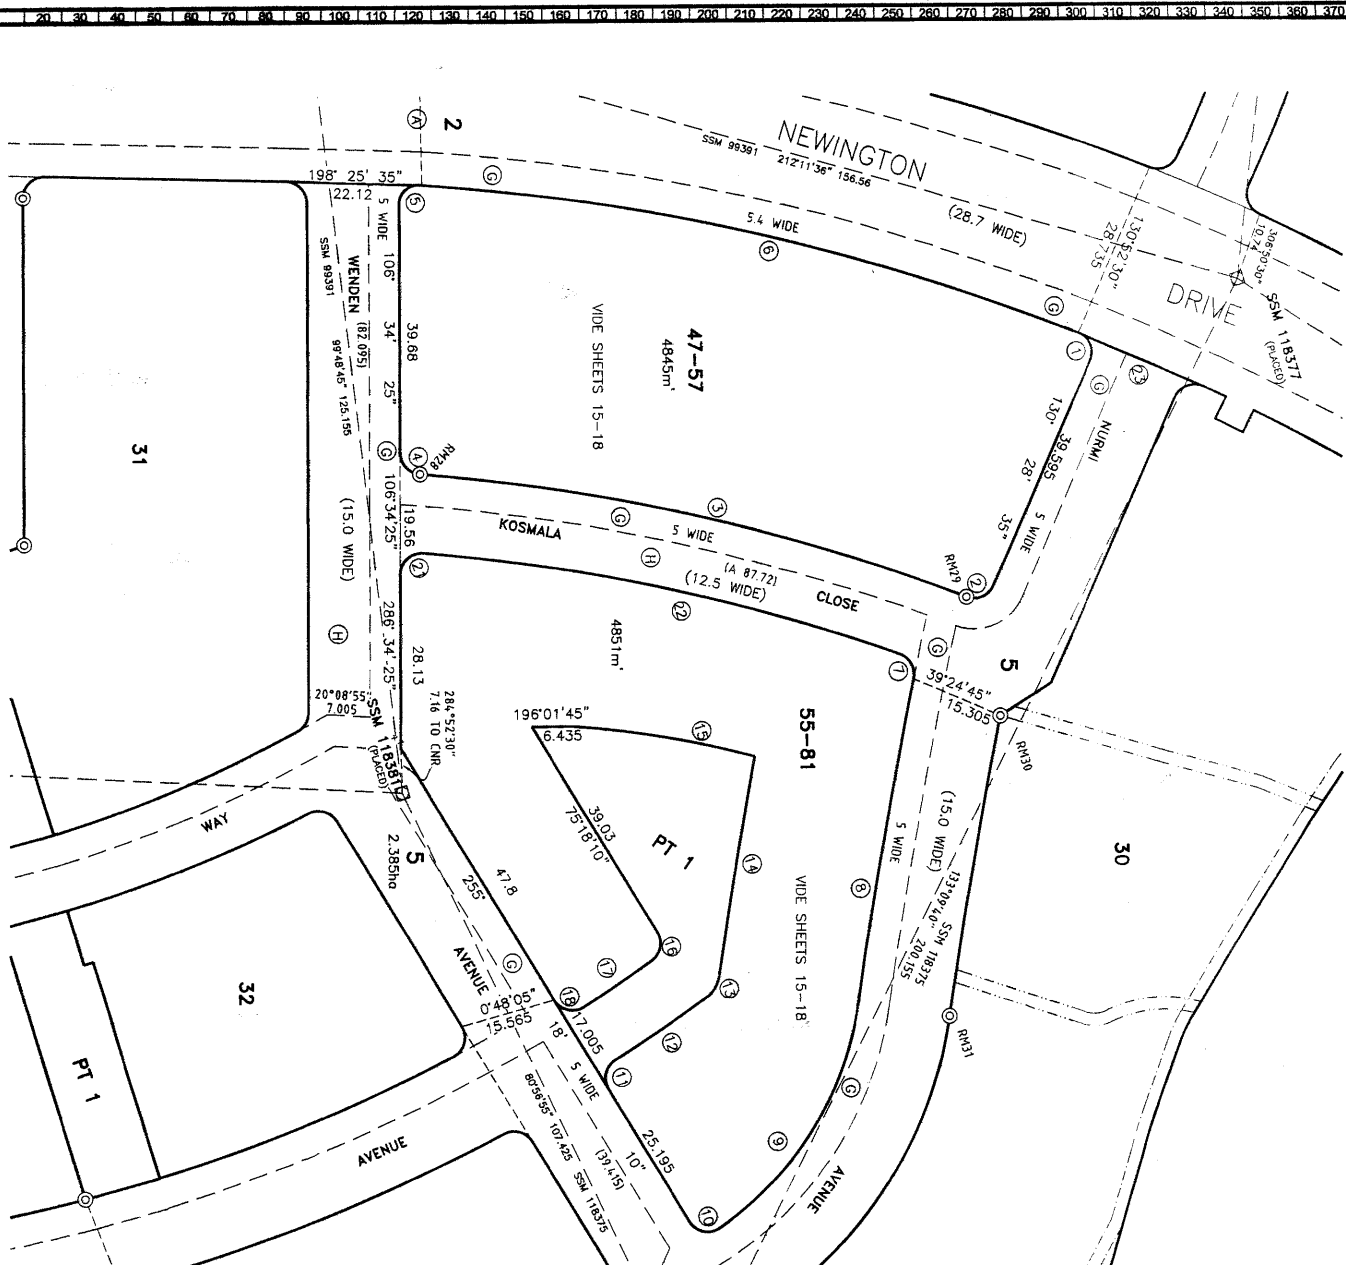 20 30 40 50 60 70 80 90 100 110 120 130 140 150 160 170 180 190 200 210 220 230 240 250 260 270 280 290 300 310 320 330 340 350 360 370
2
A
NEWINGTON
SSM 99391 212°11'36" 156.56
(28.7 WIDE)
5.4 WIDE
DRIVE
130°52'30"
28.735
306°50'30"
10.74
SSM 118377
(PLACED)
198° 25' 35"
22.12
G
5
6
G
1
23
G
5 WIDE 106° 34' 25"
39.68
WENDEN (82.095)
SSM 99391
99°48'45" 125.155
VIDE SHEETS 15-18
47-57
4845m²
130° 28' 35"
39.595
NURMI
5 WIDE
31
G
4
RM28
106°34'25"
19.56
(15.0 WIDE)
KOSMALA
G
3
5 WIDE
H
(A 87.72)
(12.5 WIDE)
CLOSE
RM29
2
21
22
G
5
7
39°24'45"
15.305
RM30
H
286° 34'-25"
28.13
4851m²
20°08'55"
7.005
SSM 118381
(PLACED)
284°52'30"
7.16 TO CNR
196°01'45"
6.435
15
55-81
39.03
75°18'10"
PT 1
14
8
5 WIDE
(15.0 WIDE)
133°09'40" 200.155
SSM 118375
30
WAY
5
2.385ha
47.8
255° 18' 10"
VIDE SHEETS 15-18
AVENUE
G
16
17
18
13
12
11
0°48'05"
15.565
17.005
32
RM31
G
9
10
5 WIDE
25.195
(39.415)
80°56'55" 107.425 SSM 118375
PT 1
AVENUE
AVENUE